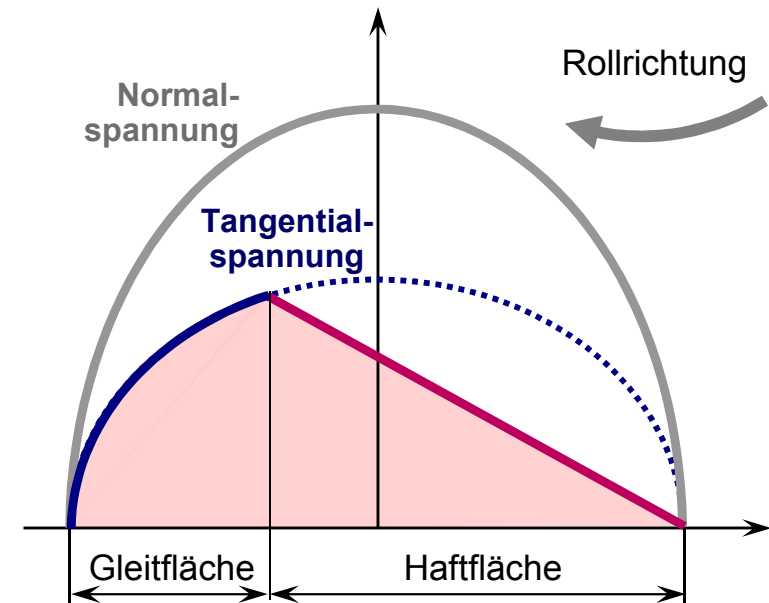 Rollrichtung
Normal-
spannung
Tangential-
spannung
Gleitfläche
Haftfläche